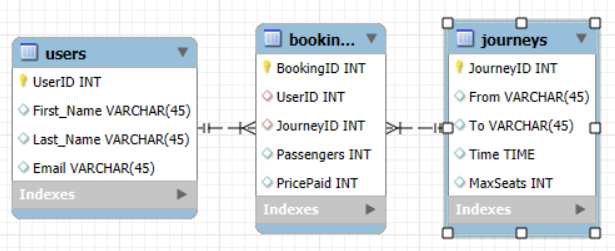 users
UserID INT
First_Name VARCHAR(45)
Last_Name VARCHAR(45)
Email VARCHAR(45)
Indexes
bookin...
BookingID INT
UserID INT
JourneyID INT
Passengers INT
PricePaid INT
Indexes
journeys
JourneyID INT
From VARCHAR(45)
To VARCHAR(45)
Time TIME
MaxSeats INT
Indexes